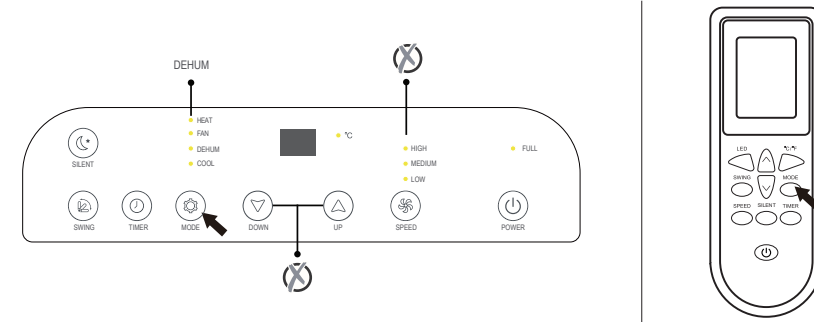 DEHUM
HEAT
FAN
DEHUM
COOL
°C
HIGH
MEDIUM
LOW
FULL
SILENT
SWING
TIMER
MODE
DOWN
UP
SPEED
POWER
LED
°C/°F
SWING
MODE
SPEED
SILENT
TIMER